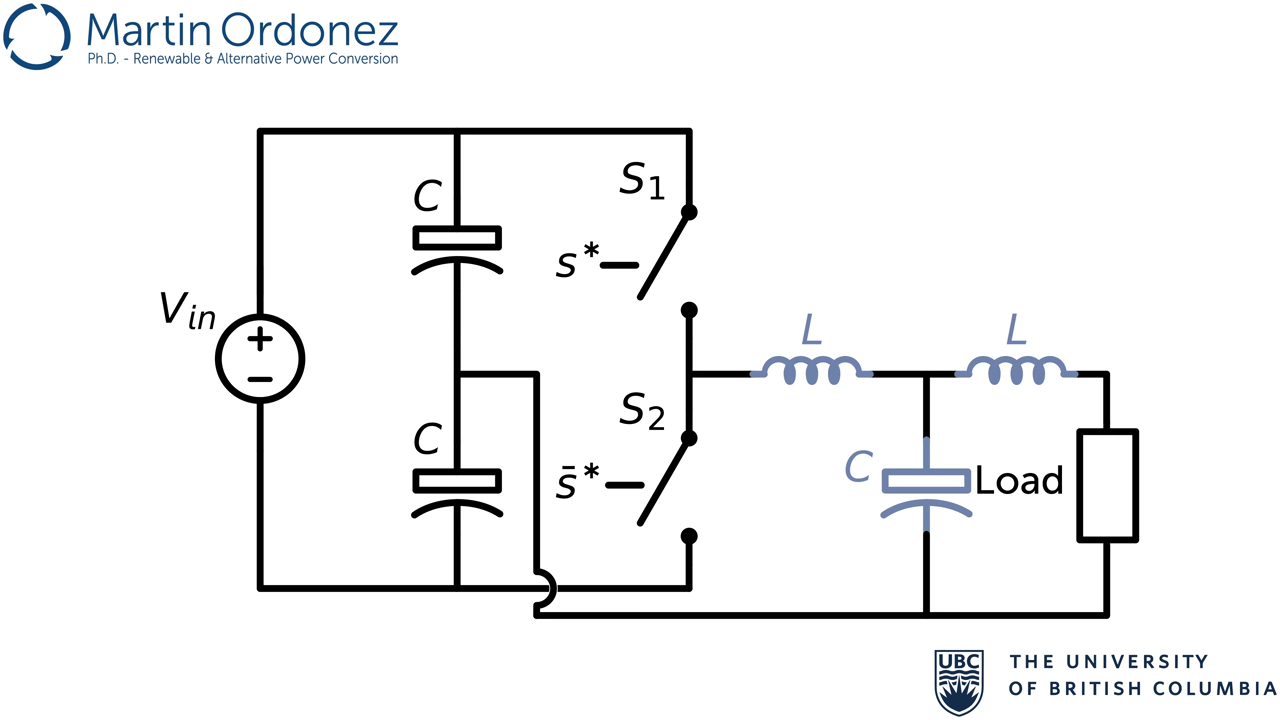 Martin Ordonez
Ph.D. - Renewable & Alternative Power Conversion
C
S1
s*
Vin
L
L
S2
C
s̄*
C
Load
UBC
THE UNIVERSITY
OF BRITISH COLUMBIA